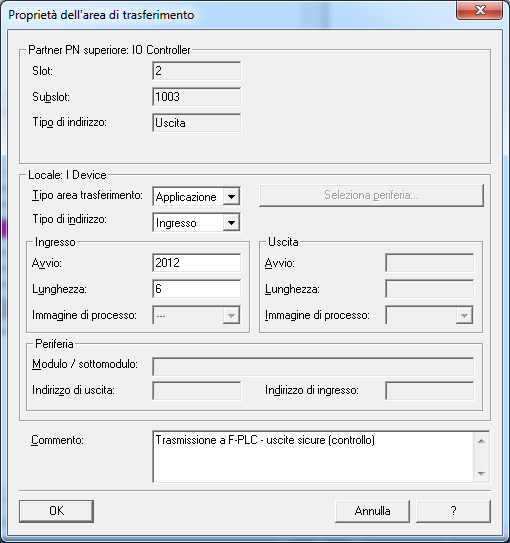 Proprietà dell'area di trasferimento
Partner PN superiore: IO Controller
Slot: 2
Subslot: 1003
Tipo di indirizzo: Uscita
Locale: I Device
Tipo area trasferimento: Applicazione Seleziona periferia...
Tipo di indirizzo: Ingresso
Ingresso Uscita
Avvio: 2012 Avvio:
Lunghezza: 6 Lunghezza:
Immagine di processo: --- Immagine di processo:
Periferia
Modulo / sottomodulo:
Indirizzo di uscita: Indirizzo di ingresso:
Commento: Trasmissione a F-PLC - uscite sicure (controllo)
OK Annulla ?